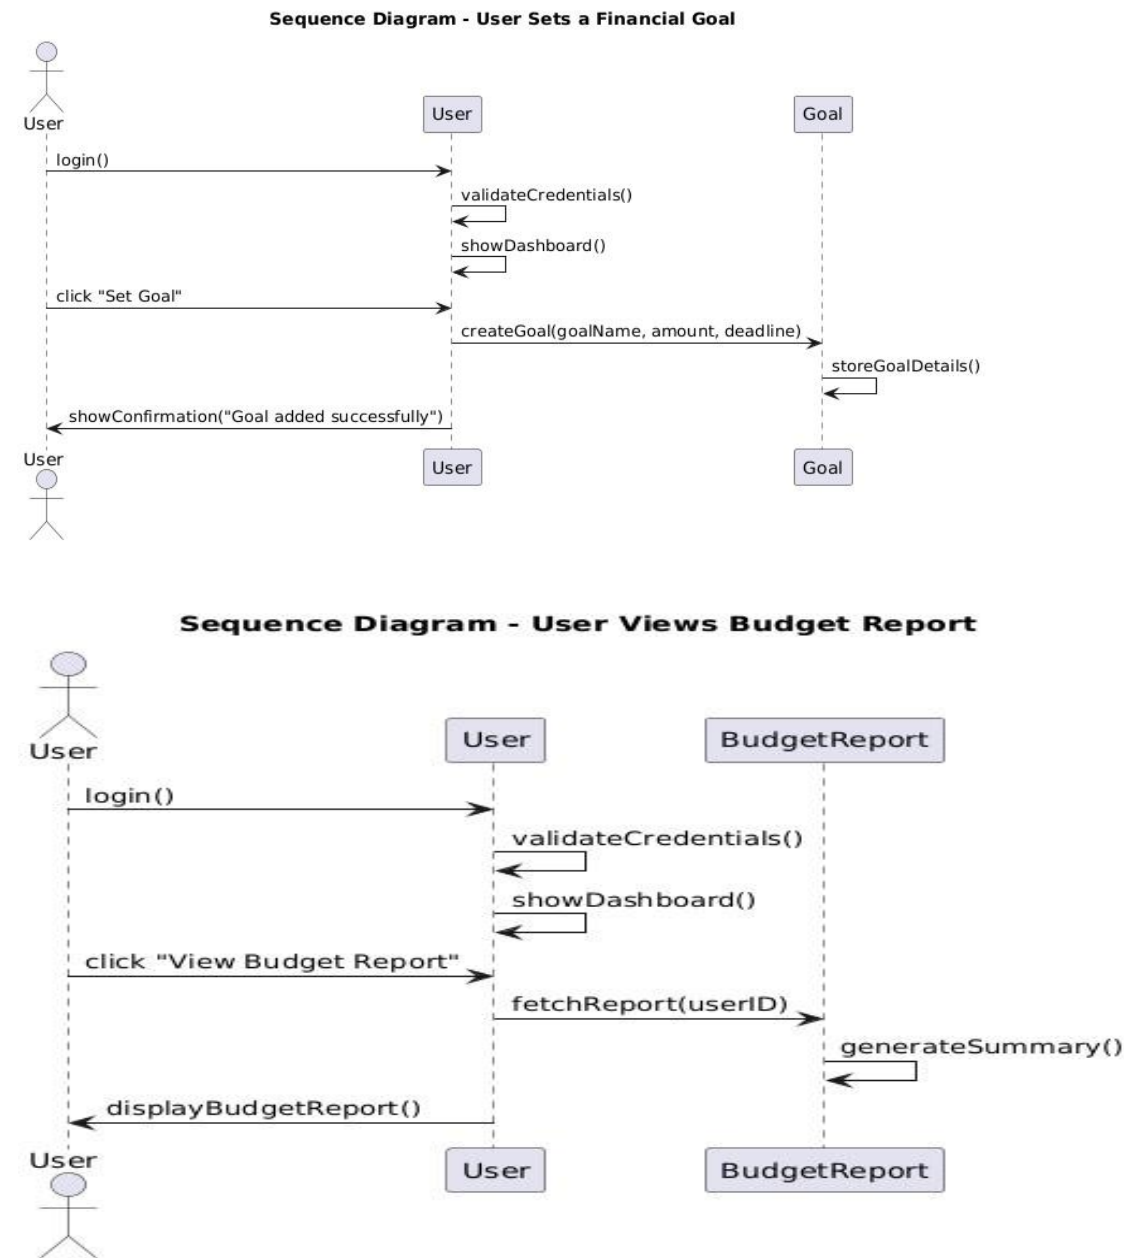 Sequence Diagram - User Sets a Financial Goal
User
User
Goal
login()
validateCredentials()
showDashboard()
click "Set Goal"
createGoal(goalName, amount, deadline)
storeGoalDetails()
showConfirmation("Goal added successfully")
User
User
Goal
Sequence Diagram - User Views Budget Report
User
User
BudgetReport
login()
validateCredentials()
showDashboard()
click "View Budget Report"
fetchReport(userID)
generateSummary()
displayBudgetReport()
User
User
BudgetReport